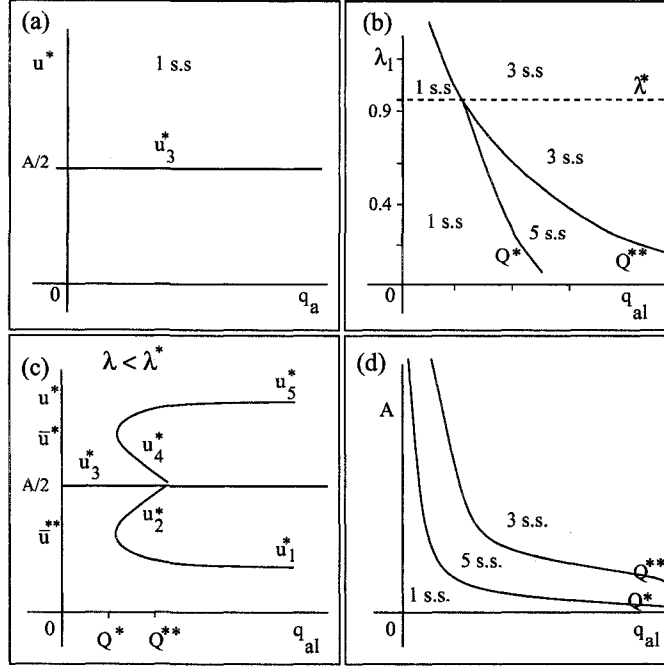 (a)
u*
1 s.s
u*3
A/2
0
qa
(b)
λ1
3 s.s
1 s.s
λ*
0.9
3 s.s
0.4
1 s.s
5 s.s
Q*
Q**
0
qal
(c)
λ < λ*
u*
u*5
ū*
u*4
u*3
A/2
u*2
ū**
u*1
0
Q*
Q**
qal
(d)
A
3 s.s.
5 s.s.
Q**
1 s.s.
Q*
0
qal